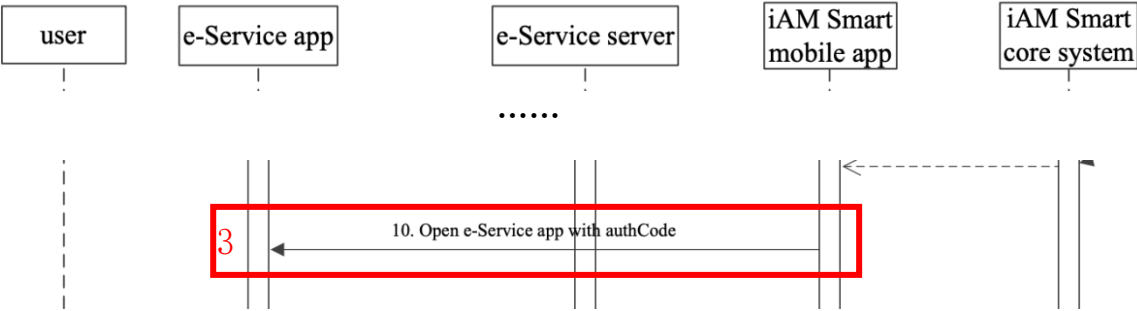 user
e-Service app
e-Service server
iAM Smart
mobile app
iAM Smart
core system
......
3
10. Open e-Service app with authCode